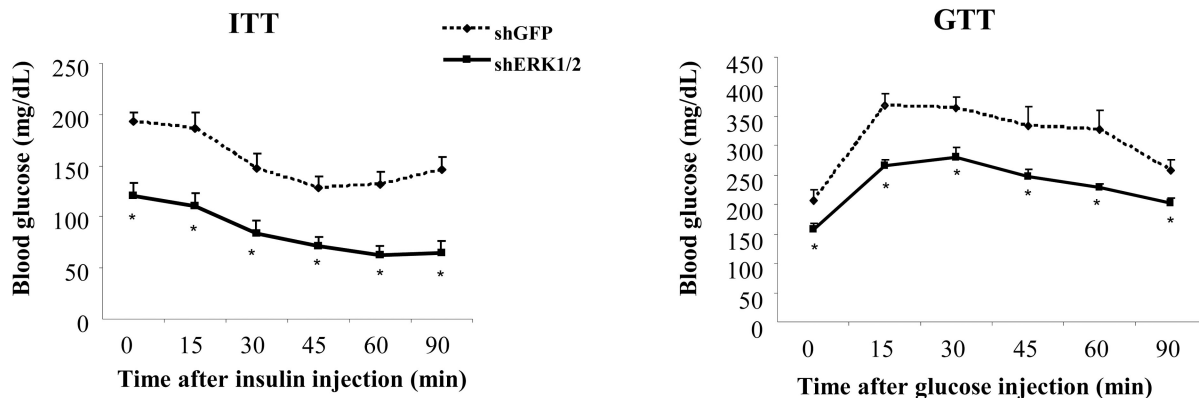 ITT
shGFP
shERK1/2
Blood glucose (mg/dL)
250
200
150
100
50
0
*
*
*
*
*
*
0 15 30 45 60 90
Time after insulin injection (min)
GTT
Blood glucose (mg/dL)
450
400
350
300
250
200
150
100
50
0
*
*
*
*
*
*
0 15 30 45 60 90
Time after glucose injection (min)